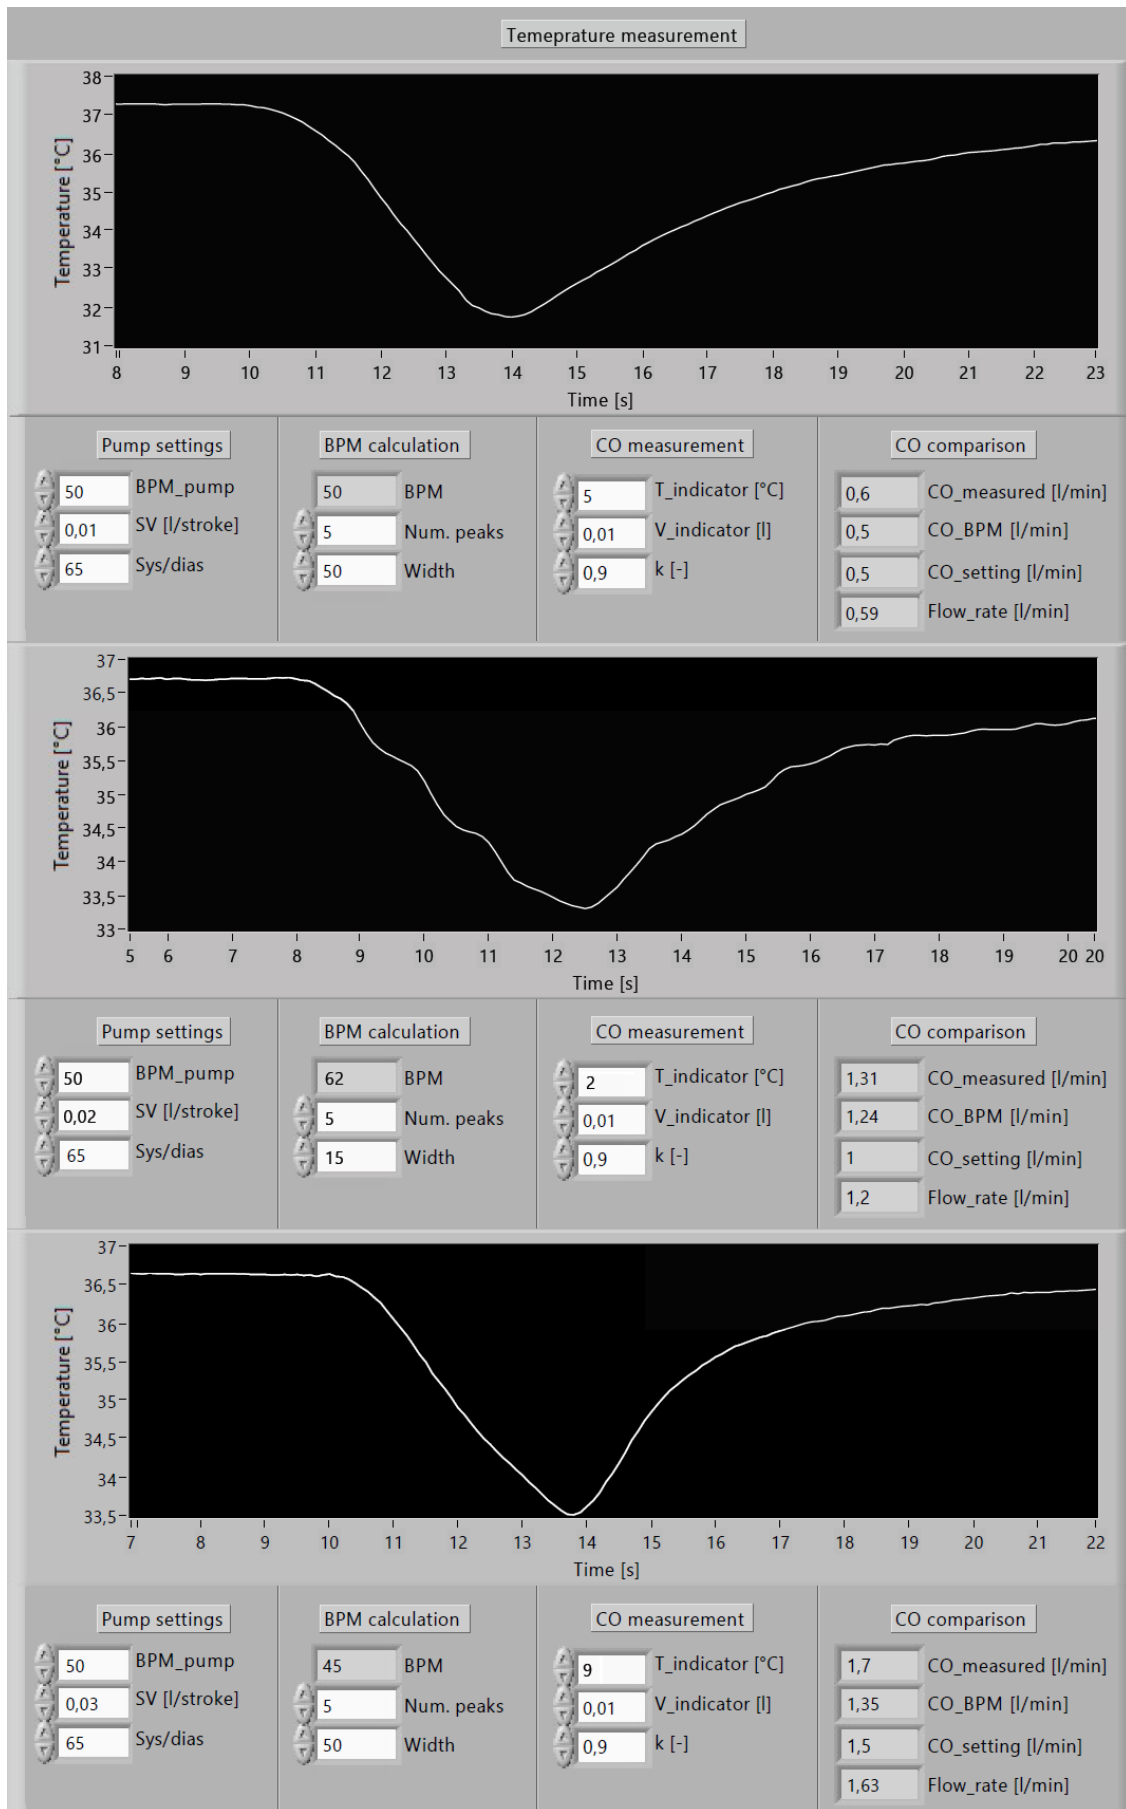 Temeprature measurement
38
37
36
35
34
33
32
31
Temperature [°C]
8 9 10 11 12 13 14 15 16 17 18 19 20 21 22 23
Time [s]
Pump settings BPM calculation CO measurement CO comparison
50 BPM_pump 50 BPM 5 T_indicator [°C] 0,6 CO_measured [l/min]
0,01 SV [l/stroke] 5 Num. peaks 0,01 V_indicator [l] 0,5 CO_BPM [l/min]
65 Sys/dias 50 Width 0,9 k [-] 0,5 CO_setting [l/min]
0,59 Flow_rate [l/min]
37
36,5
36
35,5
35
34,5
34
33,5
33
Temperature [°C]
5 6 7 8 9 10 11 12 13 14 15 16 17 18 19 20 20
Time [s]
Pump settings BPM calculation CO measurement CO comparison
50 BPM_pump 62 BPM 2 T_indicator [°C] 1,31 CO_measured [l/min]
0,02 SV [l/stroke] 5 Num. peaks 0,01 V_indicator [l] 1,24 CO_BPM [l/min]
65 Sys/dias 15 Width 0,9 k [-] 1 CO_setting [l/min]
1,2 Flow_rate [l/min]
37
36,5
36
35,5
35
34,5
34
33,5
Temperature [°C]
7 8 9 10 11 12 13 14 15 16 17 18 19 20 21 22
Time [s]
Pump settings BPM calculation CO measurement CO comparison
50 BPM_pump 45 BPM 9 T_indicator [°C] 1,7 CO_measured [l/min]
0,03 SV [l/stroke] 5 Num. peaks 0,01 V_indicator [l] 1,35 CO_BPM [l/min]
65 Sys/dias 50 Width 0,9 k [-] 1,5 CO_setting [l/min]
1,63 Flow_rate [l/min]